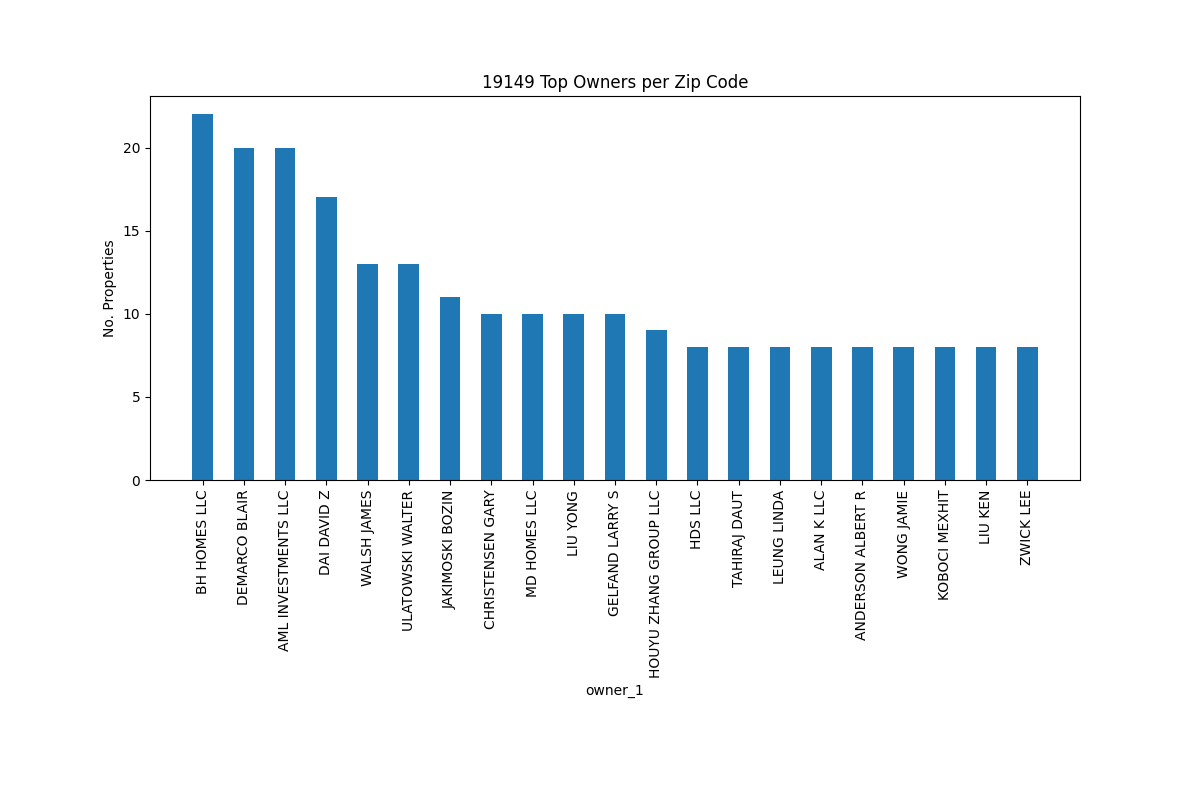 19149 Top Owners per Zip Code
No. Properties
20
15
10
5
0
BH HOMES LLC
DEMARCO BLAIR
AML INVESTMENTS LLC
DAI DAVID Z
WALSH JAMES
ULATOWSKI WALTER
JAKIMOSKI BOZIN
CHRISTENSEN GARY
MD HOMES LLC
LIU YONG
GELFAND LARRY S
HOUYU ZHANG GROUP LLC
HDS LLC
TAHIRAJ DAUT
LEUNG LINDA
ALAN K LLC
ANDERSON ALBERT R
WONG JAMIE
KOBOCI MEXHIT
LIU KEN
ZWICK LEE
owner_1